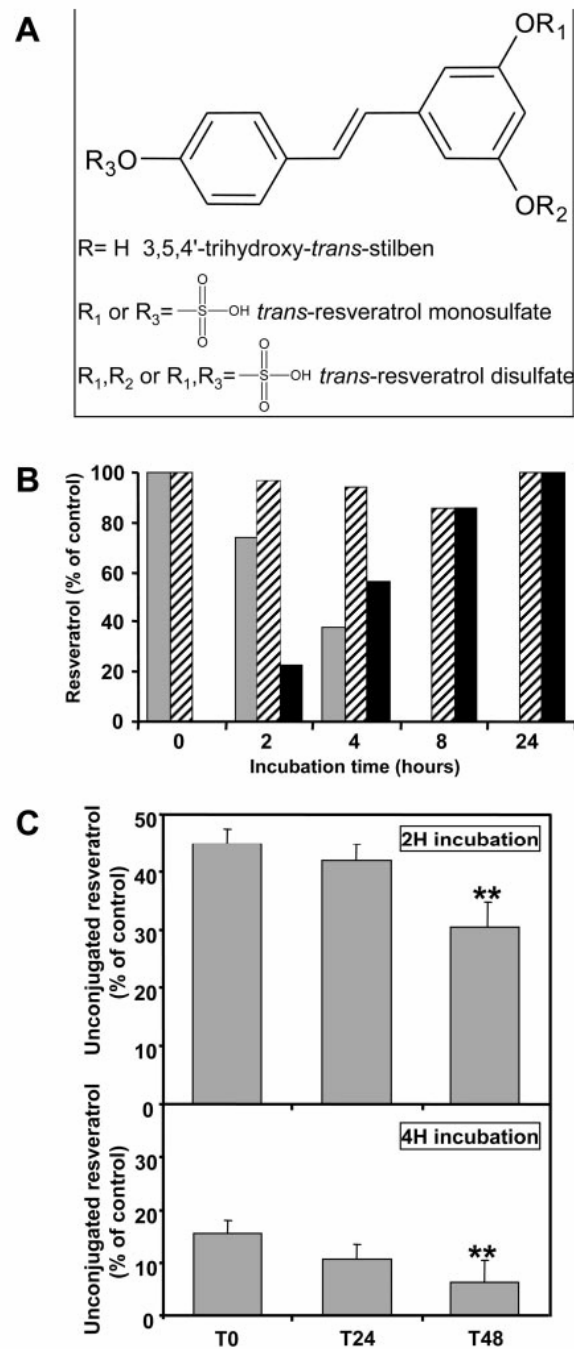 A
OR1
R3O
OR2
R= H 3,5,4'-trihydroxy-trans-stilben
O
R1 or R3= S OH trans-resveratrol monosulfate
O
O
R1,R2 or R1,R3= S OH trans-resveratrol disulfate
O
B
Resveratrol (% of control)
100
80
60
40
20
0
0 2 4 8 24
Incubation time (hours)
C
Unconjugated resveratrol
(% of control)
50
40
30
20
10
0
2H incubation
**
Unconjugated resveratrol
(% of control)
30
20
10
0
4H incubation
**
T0 T24 T48